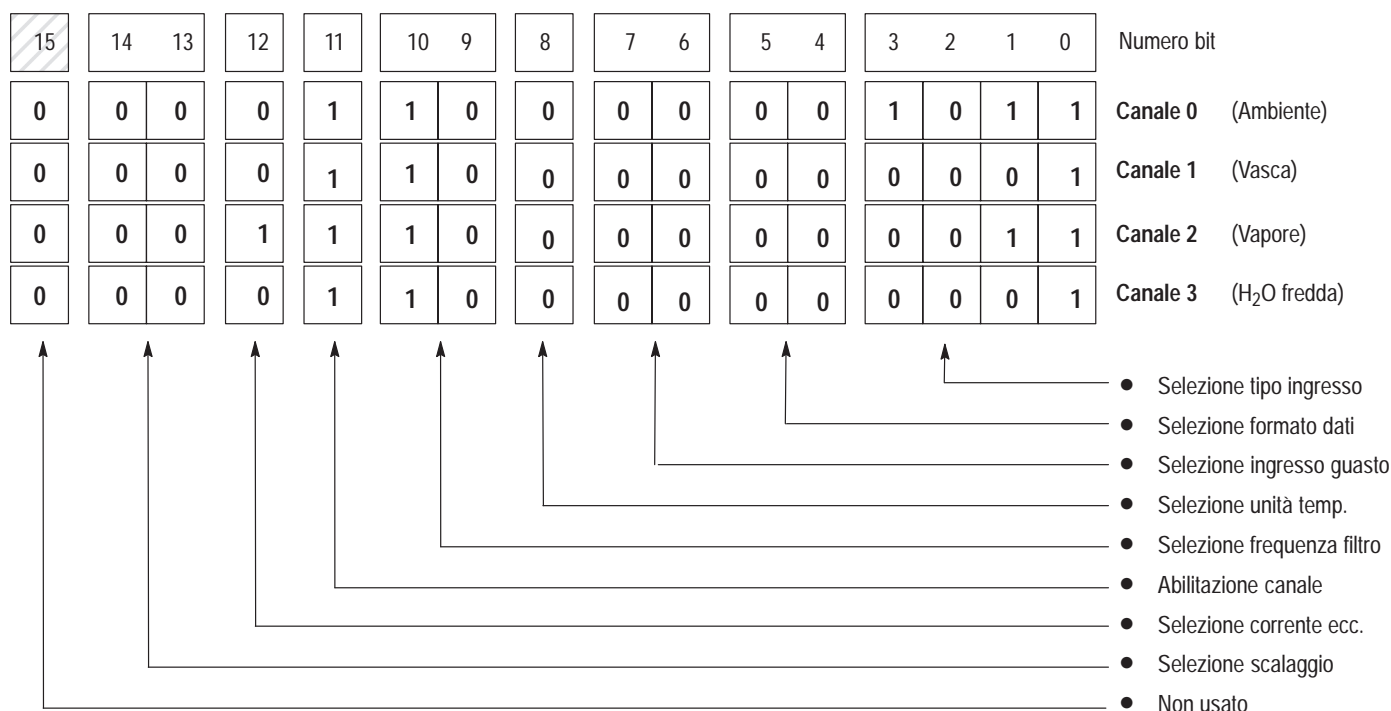 15 14 13 12 11 10 9 8 7 6 5 4 3 2 1 0 Numero bit
0 0 0 0 1 1 0 0 0 0 0 0 1 0 1 1 Canale 0 (Ambiente)
0 0 0 0 1 1 0 0 0 0 0 0 0 0 0 1 Canale 1 (Vasca)
0 0 0 1 1 1 0 0 0 0 0 0 0 0 1 1 Canale 2 (Vapore)
0 0 0 0 1 1 0 0 0 0 0 0 0 0 0 1 Canale 3 (H₂O fredda)
● Selezione tipo ingresso
● Selezione formato dati
● Selezione ingresso guasto
● Selezione unità temp.
● Selezione frequenza filtro
● Abilitazione canale
● Selezione corrente ecc.
● Selezione scalaggio
● Non usato